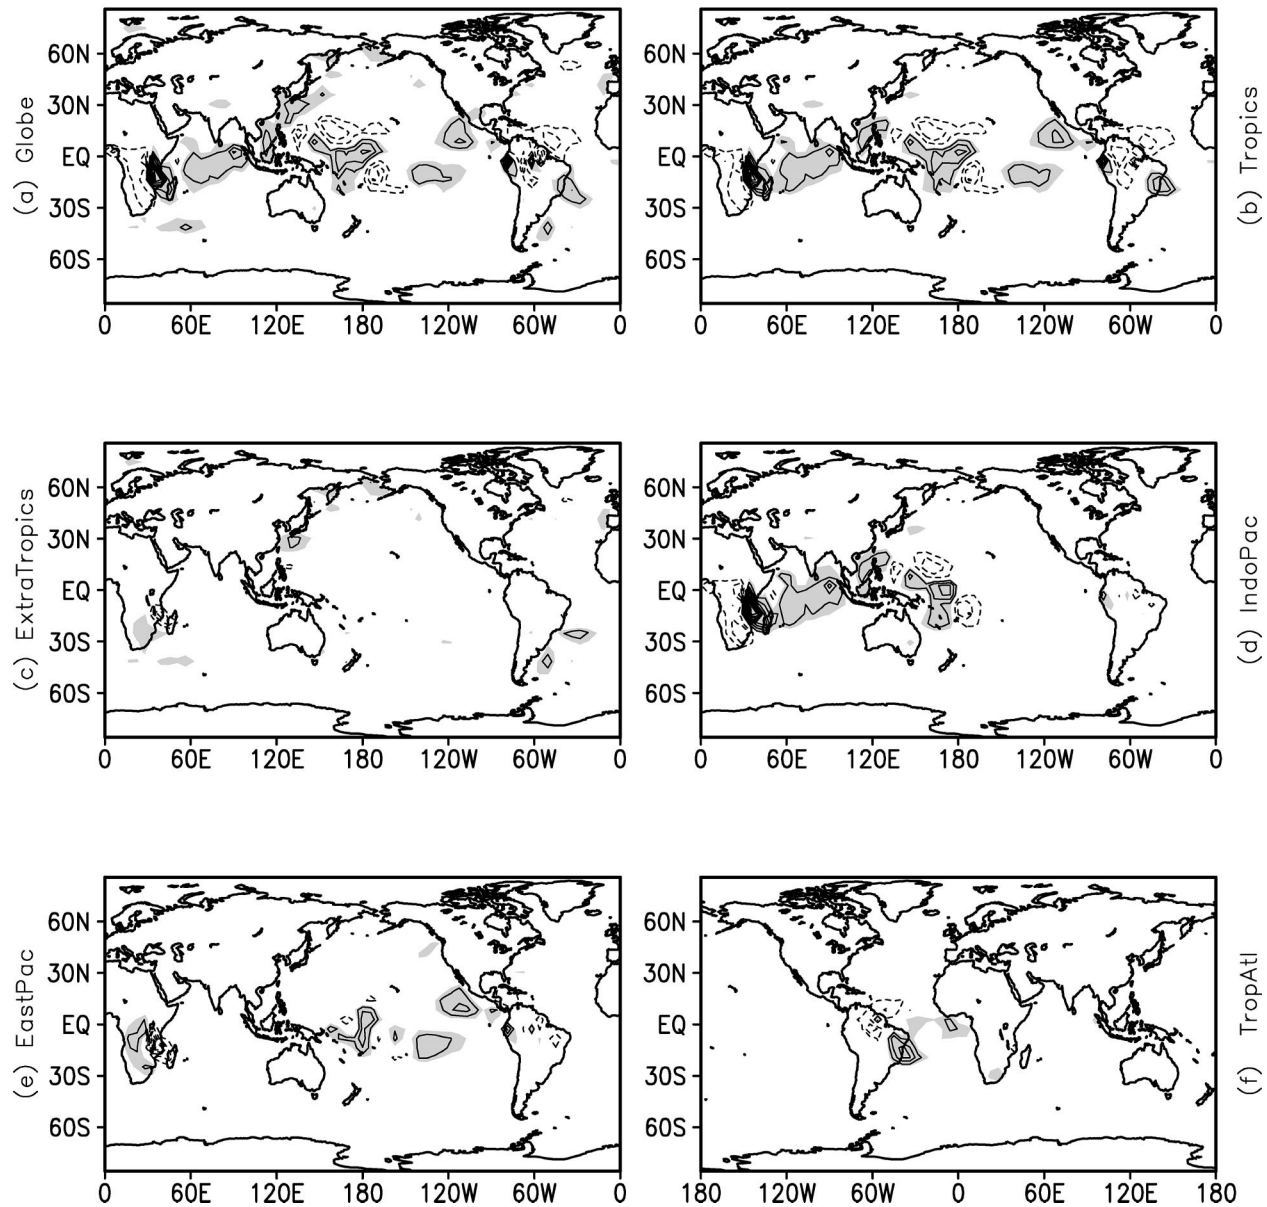 (a) Globe
60N
30N
EQ
30S
60S
0 60E 120E 180 120W 60W 0
(b) Tropics
60N
30N
EQ
30S
60S
0 60E 120E 180 120W 60W 0
(c) ExtraTropics
60N
30N
EQ
30S
60S
0 60E 120E 180 120W 60W 0
(d) IndoPac
60N
30N
EQ
30S
60S
0 60E 120E 180 120W 60W 0
(e) EastPac
60N
30N
EQ
30S
60S
0 60E 120E 180 120W 60W 0
(f) TropAtl
60N
30N
EQ
30S
60S
180 120W 60W 0 60E 120E 180